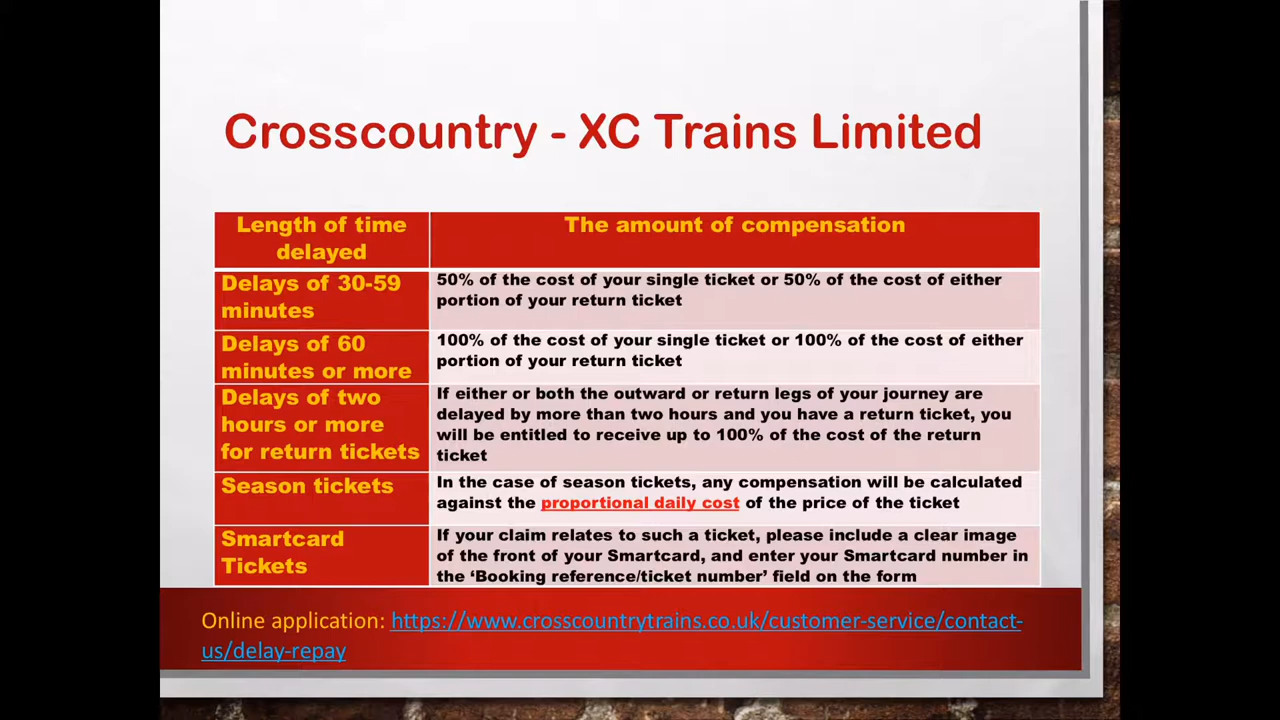 Crosscountry - XC Trains Limited
Length of time
delayed
The amount of compensation
Delays of 30-59
minutes
50% of the cost of your single ticket or 50% of the cost of either
portion of your return ticket
Delays of 60
minutes or more
100% of the cost of your single ticket or 100% of the cost of either
portion of your return ticket
Delays of two
hours or more
for return tickets
If either or both the outward or return legs of your journey are
delayed by more than two hours and you have a return ticket, you
will be entitled to receive up to 100% of the cost of the return
ticket
Season tickets
In the case of season tickets, any compensation will be calculated
against the proportional daily cost of the price of the ticket
Smartcard
Tickets
If your claim relates to such a ticket, please include a clear image
of the front of your Smartcard, and enter your Smartcard number in
the ‘Booking reference/ticket number’ field on the form
Online application: https://www.crosscountrytrains.co.uk/customer-service/contact-
us/delay-repay